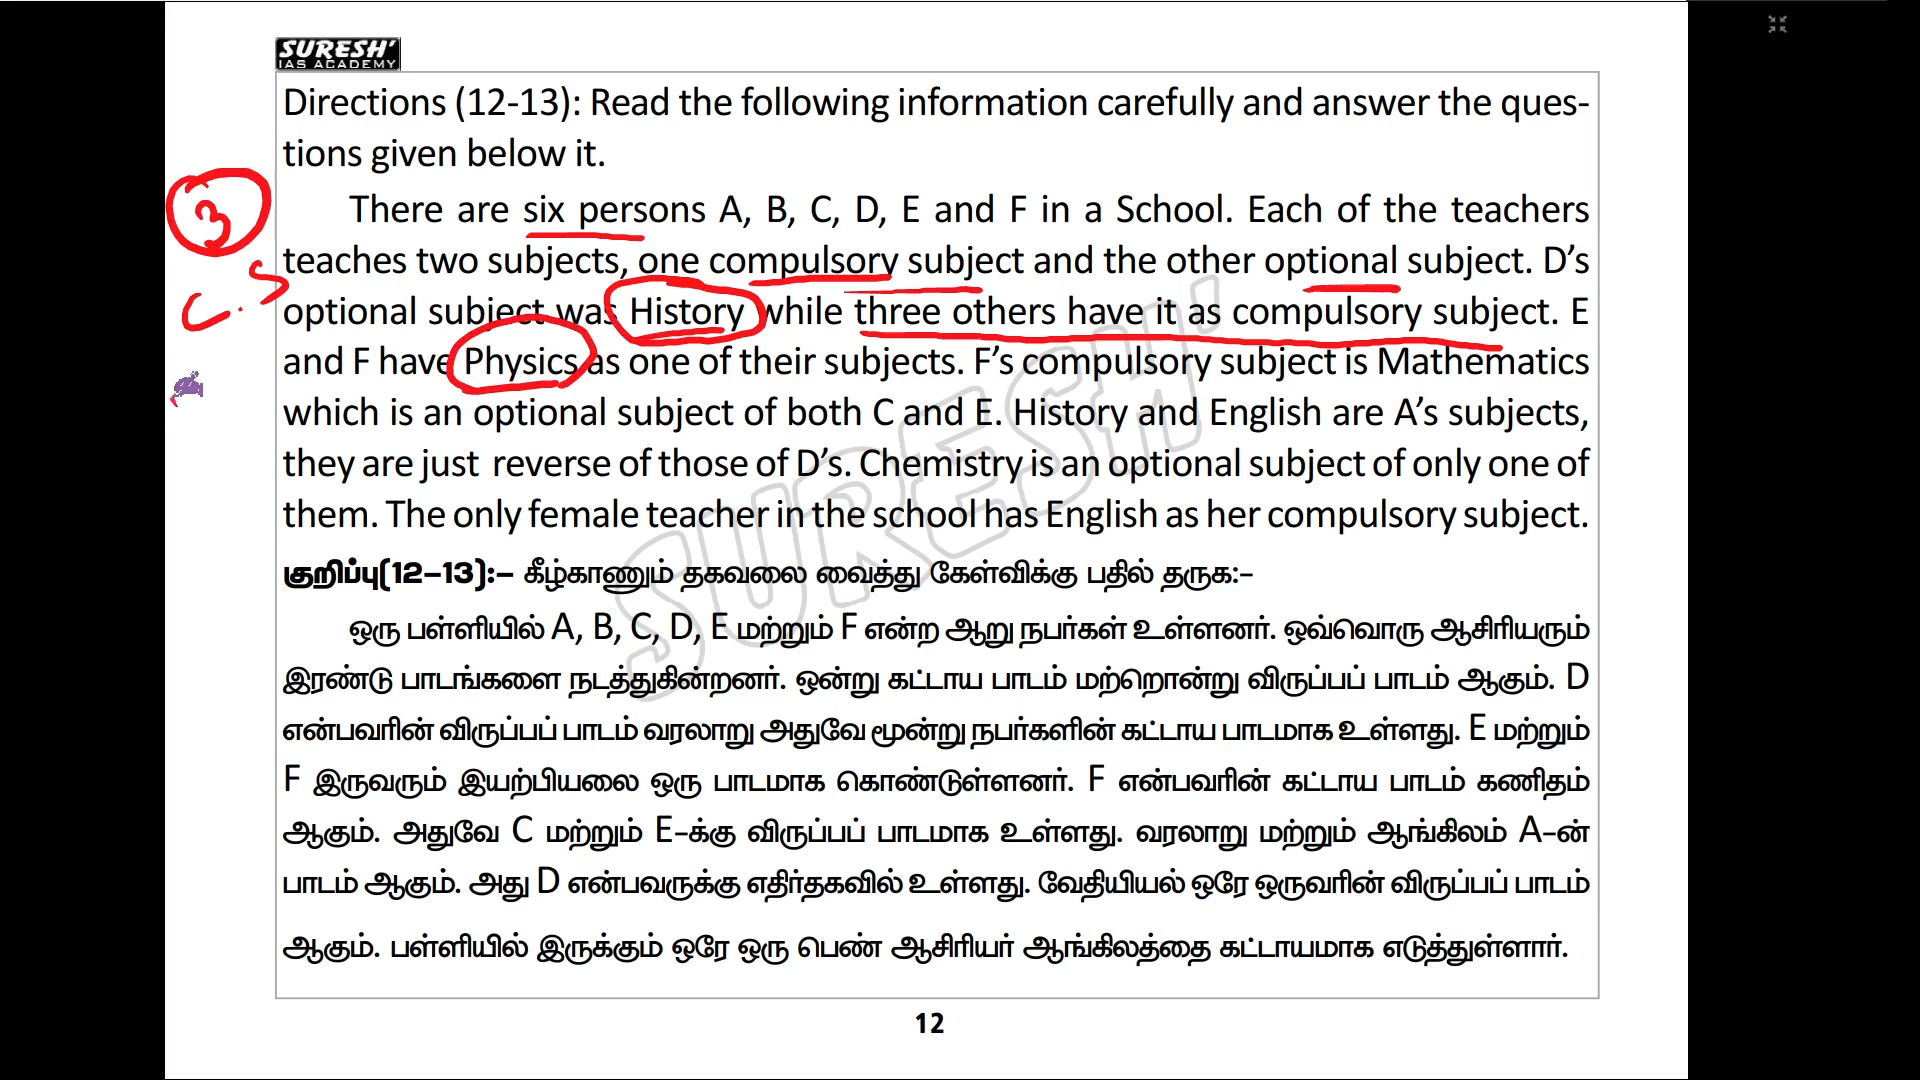 SURESH'
IAS ACADEMY
Directions (12-13): Read the following information carefully and answer the ques-
tions given below it.
There are six persons A, B, C, D, E and F in a School. Each of the teachers
teaches two subjects, one compulsory subject and the other optional subject. D's
optional subject was History while three others have it as compulsory subject. E
and F have Physics as one of their subjects. F's compulsory subject is Mathematics
which is an optional subject of both C and E. History and English are A's subjects,
they are just reverse of those of D's. Chemistry is an optional subject of only one of
them. The only female teacher in the school has English as her compulsory subject.
குறிப்பு(12-13):- கீழ்காணும் தகவலை வைத்து கேள்விக்கு பதில் தருக:-
ஒரு பள்ளியில் A, B, C, D, E மற்றும் F என்ற ஆறு நபர்கள் உள்ளனர். ஒவ்வொரு ஆசிரியரும்
இரண்டு பாடங்களை நடத்துகின்றனர். ஒன்று கட்டாய பாடம் மற்றொன்று விருப்பப் பாடம் ஆகும். D
என்பவரின் விருப்பப் பாடம் வரலாறு அதுவே மூன்று நபர்களின் கட்டாய பாடமாக உள்ளது. E மற்றும்
F இருவரும் இயற்பியலை ஒரு பாடமாக கொண்டுள்ளனர். F என்பவரின் கட்டாய பாடம் கணிதம்
ஆகும். அதுவே C மற்றும் E-க்கு விருப்பப் பாடமாக உள்ளது. வரலாறு மற்றும் ஆங்கிலம் A-ன்
பாடம் ஆகும். அது D என்பவருக்கு எதிர்தகவில் உள்ளது. வேதியியல் ஒரே ஒருவரின் விருப்பப் பாடம்
ஆகும். பள்ளியில் இருக்கும் ஒரே ஒரு பெண் ஆசிரியர் ஆங்கிலத்தை கட்டாயமாக எடுத்துள்ளார்.
3
C.S
SURESH'
12